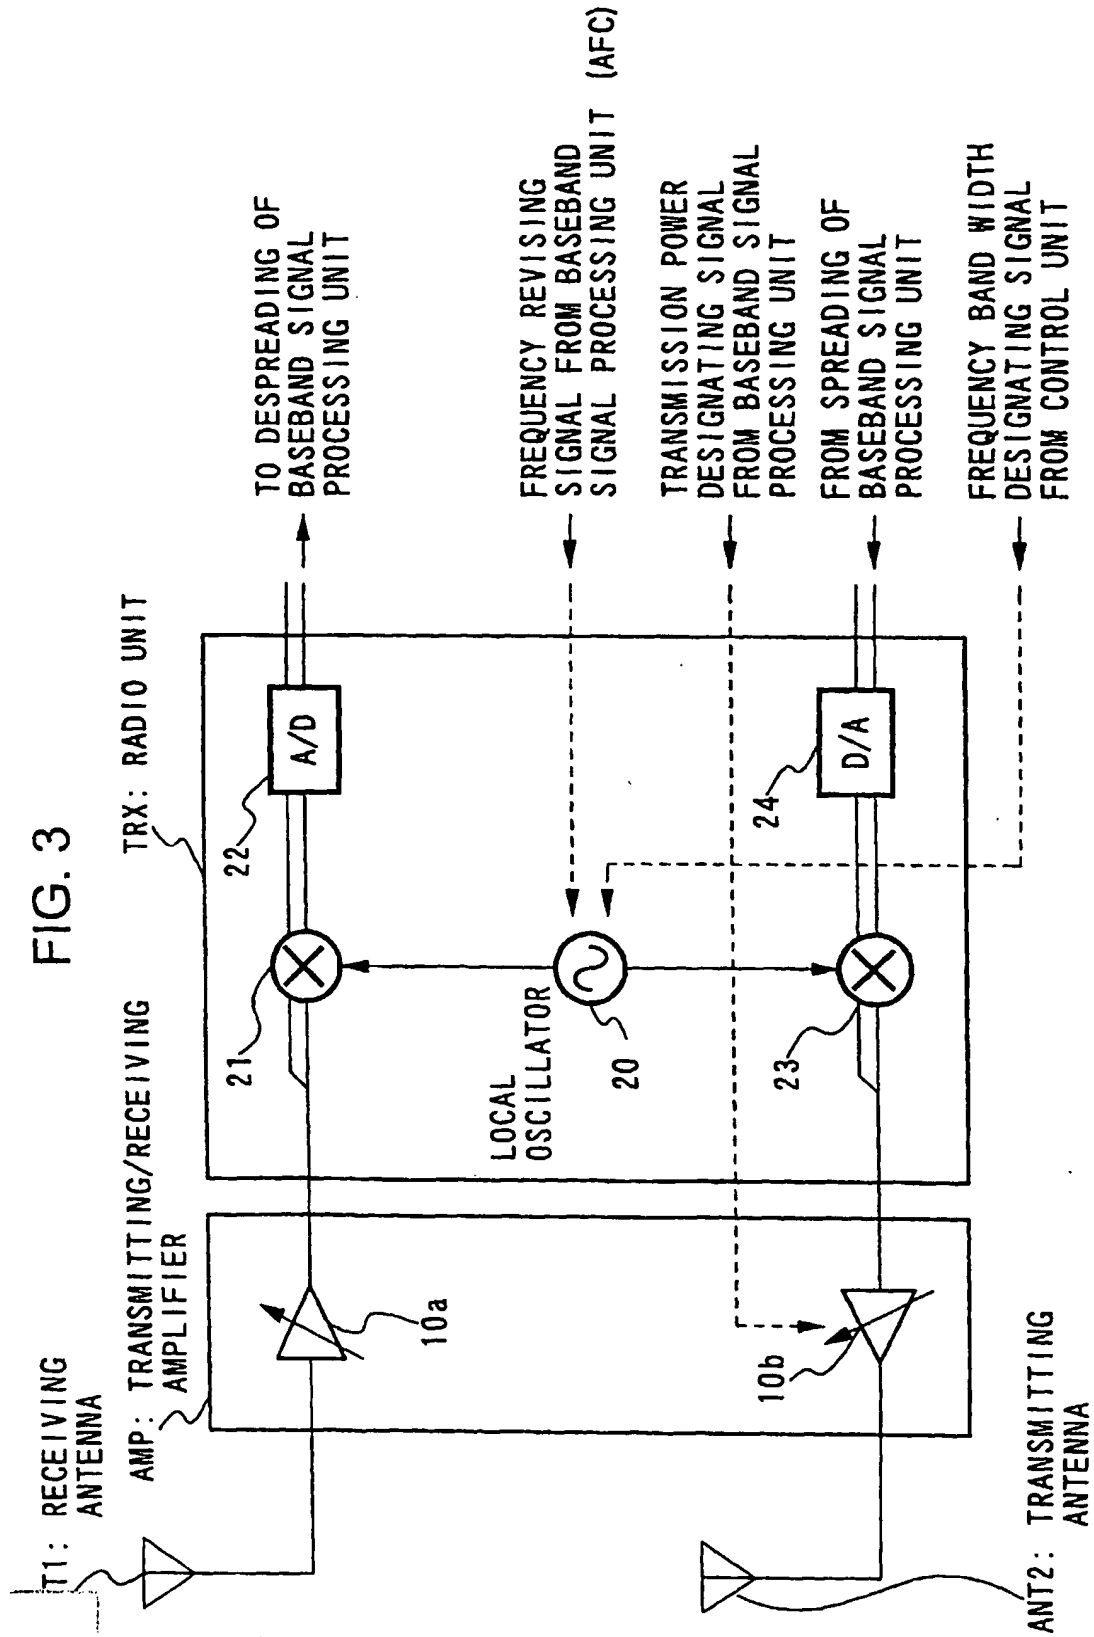 FIG. 3
T1: RECEIVING
ANTENNA
AMP: TRANSMITTING/RECEIVING
AMPLIFIER
TRX: RADIO UNIT
21
22
A/D
TO DESPREADING OF
BASEBAND SIGNAL
PROCESSING UNIT
10a
LOCAL
OSCILLATOR
20
FREQUENCY REVISING
SIGNAL FROM BASEBAND
SIGNAL PROCESSING UNIT (AFC)
TRANSMISSION POWER
DESIGNATING SIGNAL
FROM BASEBAND SIGNAL
PROCESSING UNIT
10b
23
24
D/A
FROM SPREADING OF
BASEBAND SIGNAL
PROCESSING UNIT
FREQUENCY BAND WIDTH
DESIGNATING SIGNAL
FROM CONTROL UNIT
ANT2: TRANSMITTING
ANTENNA